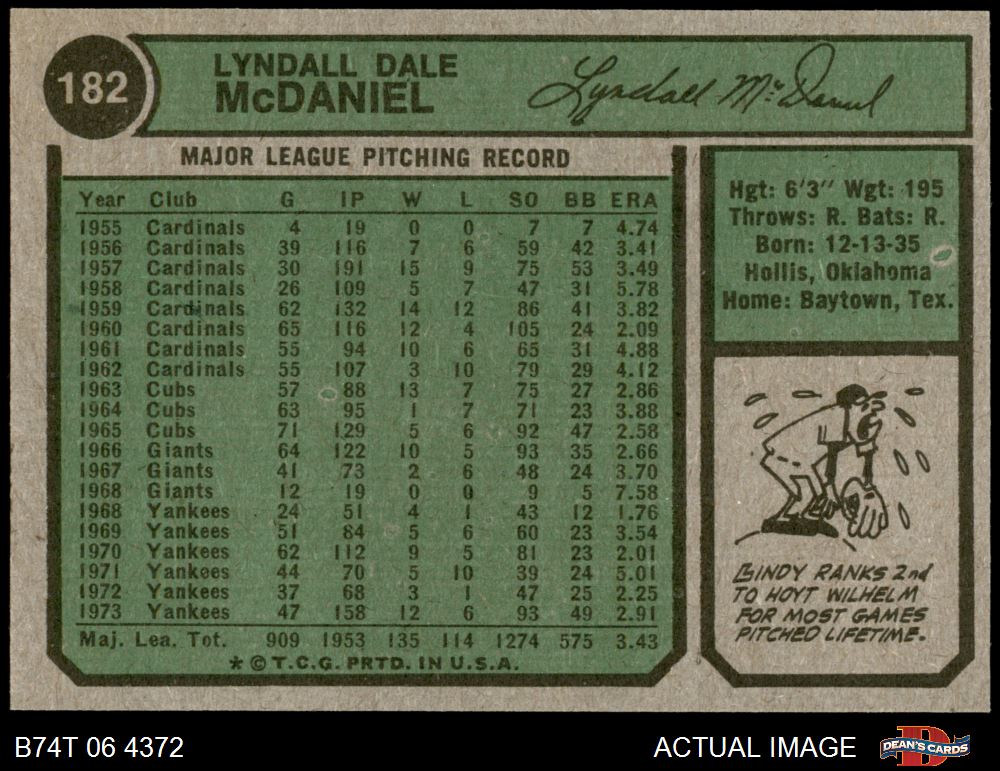 182
LYNDALL DALE
McDANIEL
Lyndall McDaniel
MAJOR LEAGUE PITCHING RECORD
Year Club G IP W L SO BB ERA
1955 Cardinals 4 19 0 0 7 7 4.74
1956 Cardinals 39 116 7 6 59 42 3.41
1957 Cardinals 30 191 15 9 75 53 3.49
1958 Cardinals 26 109 5 7 47 31 5.78
1959 Cardinals 62 132 14 12 86 41 3.82
1960 Cardinals 65 116 12 4 105 24 2.09
1961 Cardinals 55 94 10 6 65 31 4.88
1962 Cardinals 55 107 3 10 79 29 4.12
1963 Cubs 57 88 13 7 75 27 2.86
1964 Cubs 63 95 1 7 71 23 3.88
1965 Cubs 71 129 5 6 92 47 2.58
1966 Giants 64 122 10 5 93 35 2.66
1967 Giants 41 73 2 6 48 24 3.70
1968 Giants 12 19 0 0 9 5 7.58
1968 Yankees 24 51 4 1 43 12 1.76
1969 Yankees 51 84 5 6 60 23 3.54
1970 Yankees 62 112 9 5 81 23 2.01
1971 Yankees 44 70 5 10 39 24 5.01
1972 Yankees 37 68 3 1 47 25 2.25
1973 Yankees 47 158 12 6 93 49 2.91
Maj. Lea. Tot. 909 1953 135 114 1274 575 3.43
* © T.C.G. PRTD. IN U.S.A.
Hgt: 6'3" Wgt: 195
Throws: R. Bats: R.
Born: 12-13-35
Hollis, Oklahoma
Home: Baytown, Tex.
LINDY RANKS 2nd
TO HOYT WILHELM
FOR MOST GAMES
PITCHED LIFETIME.
B74T 06 4372
ACTUAL IMAGE
DEAN'S CARDS